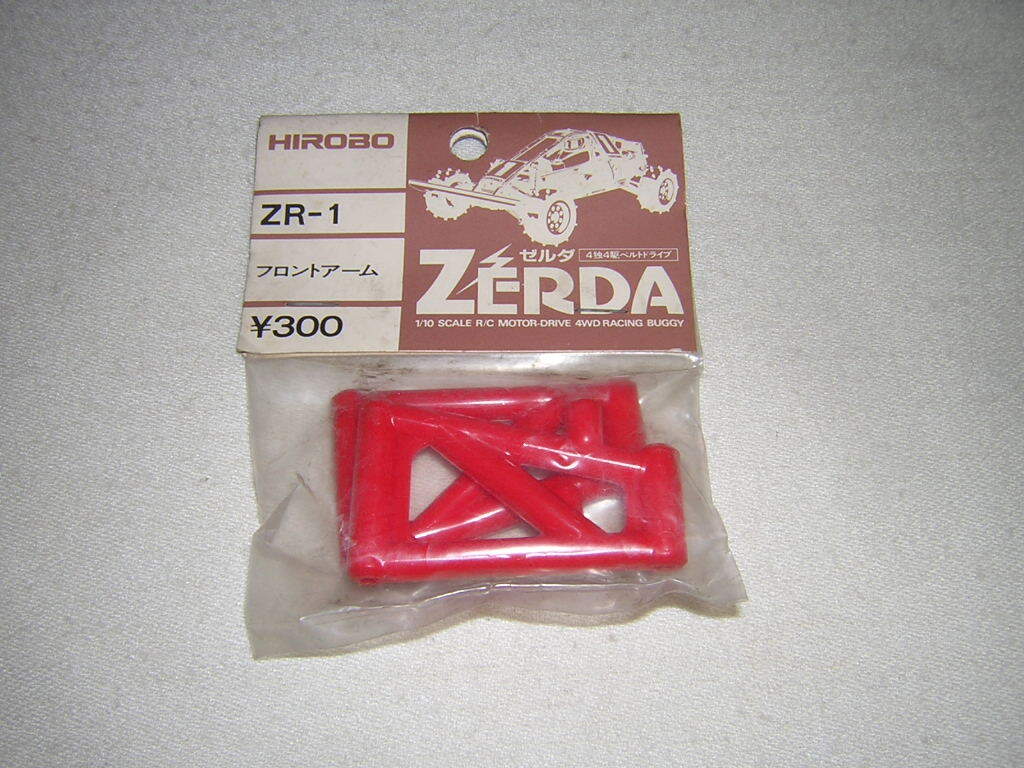 HIROBO
ZR-1
フロントアーム
¥300
ゼルダ
4独4駆ベルトドライブ
ZERDA
1/10 SCALE R/C MOTOR-DRIVE 4WD RACING BUGGY